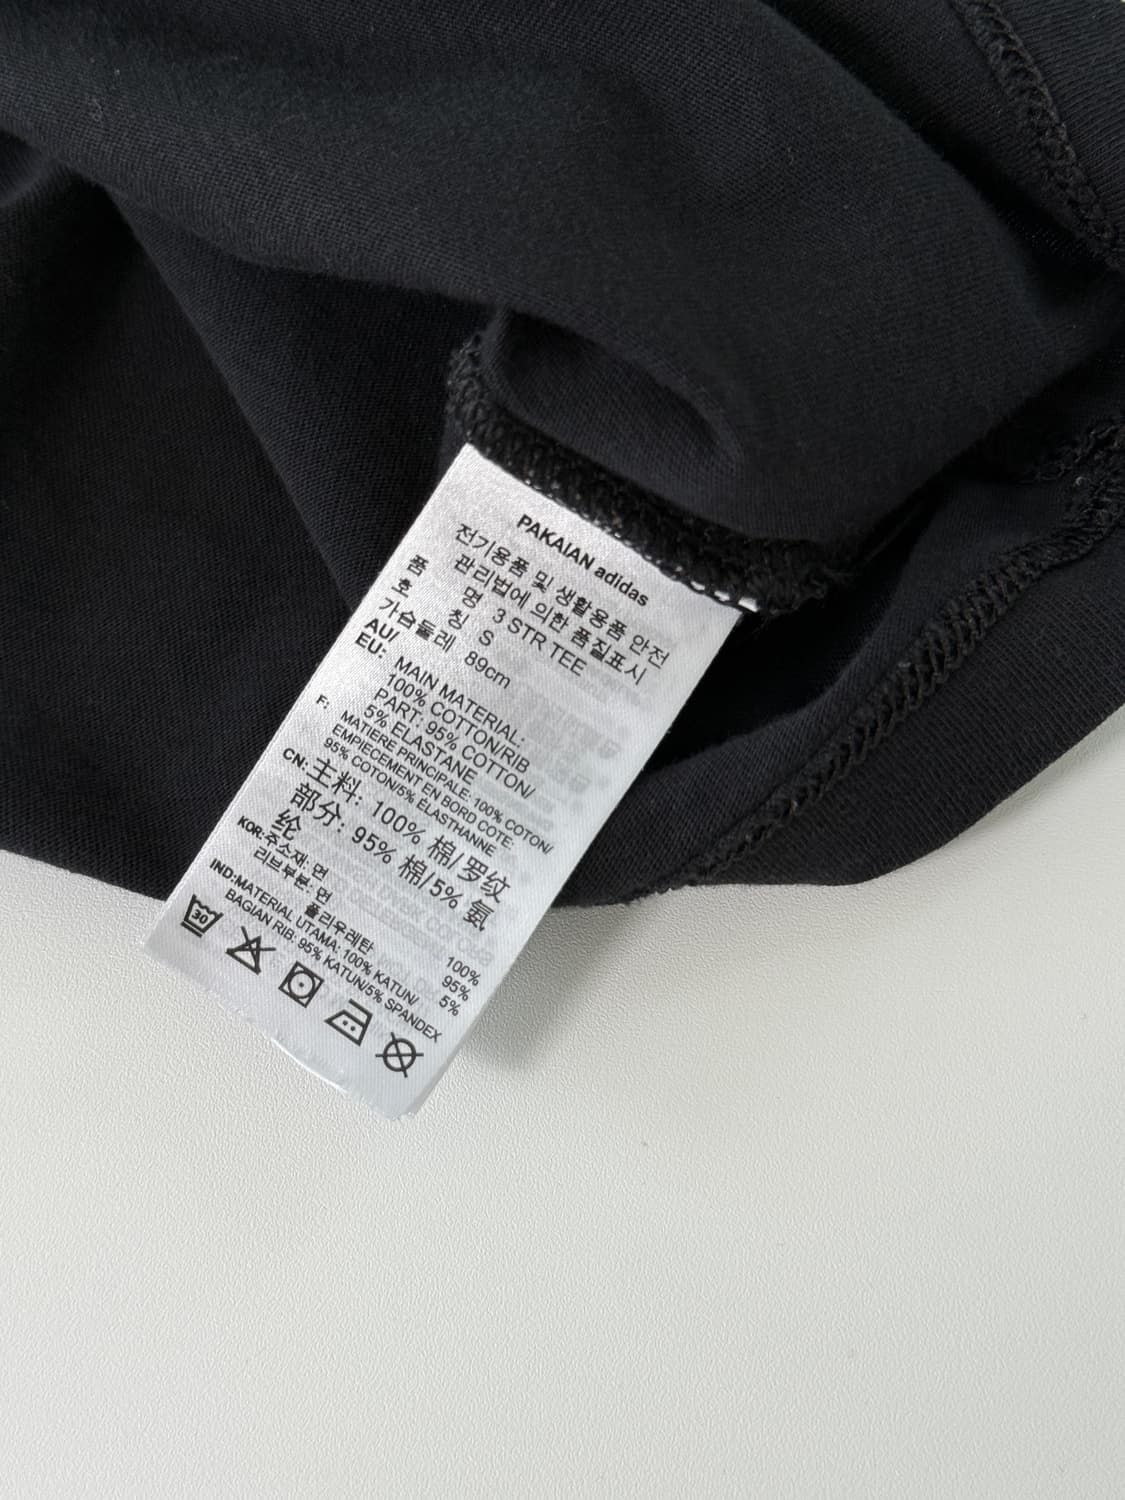 PAKAIAN adidas
전기용품 및 생활용품 안전
관리법에 의한 품질표시
품 명 3 STR TEE
호 칭 S
가슴둘레 89cm
AU/
EU: MAIN MATERIAL:
100% COTTON/RIB
PART: 95% COTTON/
5% ELASTANE
F: MATIERE PRINCIPALE: 100% COTON/
EMPIECEMENT EN BORD COTE:
95% COTON/5% ÉLASTHANNE
CN: 主料: 100% 棉/罗纹
部分: 95% 棉/5% 氨
纶
KOR: 주소재: 면 100%
리브부분: 면 95%
폴리우레탄 5%
IND: MATERIAL UTAMA: 100% KATUN/
BAGIAN RIB: 95% KATUN/5% SPANDEX
30